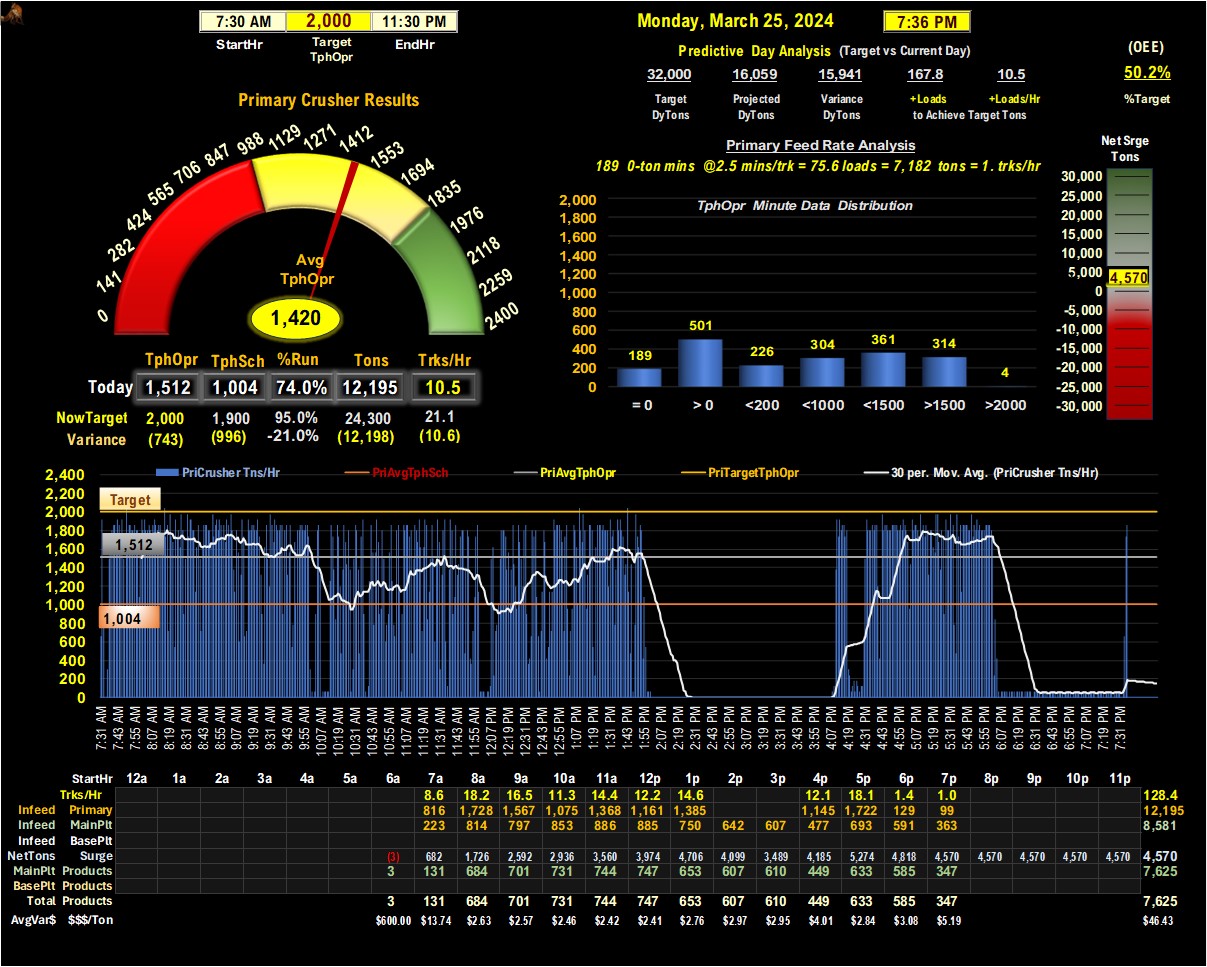 7:30 AM 2,000 11:30 PM
StartHr Target TphOpr EndHr
Monday, March 25, 2024 7:36 PM
Predictive Day Analysis (Target vs Current Day)
32,000 16,059 15,941 167.8 10.5
Target DyTons Projected DyTons Variance DyTons +Loads +Loads/Hr
to Achieve Target Tons
(OEE)
50.2%
%Target
Primary Crusher Results
0 141 282 424 565 706 847 988 1129 1271 1412 1553 1694 1835 1976 2118 2259 2400
Avg
TphOpr
1,420
TphOpr TphSch %Run Tons Trks/Hr
Today 1,512 1,004 74.0% 12,195 10.5
NowTarget 2,000 1,900 95.0% 24,300 21.1
Variance (743) (996) -21.0% (12,198) (10.6)
Primary Feed Rate Analysis
189 0-ton mins @2.5 mins/trk = 75.6 loads = 7,182 tons = 1. trks/hr
TphOpr Minute Data Distribution
2,000
1,800
1,600
1,400
1,200
1,000
800
600
400
200
0
189 501 226 304 361 314 4
= 0 > 0 <200 <1000 <1500 >1500 >2000
Net Srge
Tons
30,000
25,000
20,000
15,000
10,000
5,000
4,570
0
-5,000
-10,000
-15,000
-20,000
-25,000
-30,000
PriCrusher Tns/Hr PriAvgTphSch PriAvgTphOpr PriTargetTphOpr 30 per. Mov. Avg. (PriCrusher Tns/Hr)
2,400
2,200
2,000
1,800
1,600
1,400
1,200
1,000
800
600
400
200
0
Target
1,512
1,004
7:31 AM 7:43 AM 7:55 AM 8:07 AM 8:19 AM 8:31 AM 8:43 AM 8:55 AM 9:07 AM 9:19 AM 9:31 AM 9:43 AM 9:55 AM 10:07 AM 10:19 AM 10:31 AM 10:43 AM 10:55 AM 11:07 AM 11:19 AM 11:31 AM 11:43 AM 11:55 AM 12:07 PM 12:19 PM 12:31 PM 12:43 PM 12:55 PM 1:07 PM 1:19 PM 1:31 PM 1:43 PM 1:55 PM 2:07 PM 2:19 PM 2:31 PM 2:43 PM 2:55 PM 3:07 PM 3:19 PM 3:31 PM 3:43 PM 3:55 PM 4:07 PM 4:19 PM 4:31 PM 4:43 PM 4:55 PM 5:07 PM 5:19 PM 5:31 PM 5:43 PM 5:55 PM 6:07 PM 6:19 PM 6:31 PM 6:43 PM 6:55 PM 7:07 PM 7:19 PM 7:31 PM
StartHr 12a 1a 2a 3a 4a 5a 6a 7a 8a 9a 10a 11a 12p 1p 2p 3p 4p 5p 6p 7p 8p 9p 10p 11p
Trks/Hr 8.6 18.2 16.5 11.3 14.4 12.2 14.6 12.1 18.1 1.4 1.0 128.4
Infeed Primary 816 1,728 1,567 1,075 1,368 1,161 1,385 1,145 1,722 129 99 12,195
Infeed MainPlt 223 814 797 853 886 885 750 642 607 477 693 591 363 8,581
Infeed BasePlt
NetTons Surge (3) 682 1,726 2,592 2,936 3,560 3,974 4,706 4,099 3,489 4,185 5,274 4,818 4,570 4,570 4,570 4,570 4,570 4,570
MainPlt Products 3 131 684 701 731 744 747 653 607 610 449 633 585 347 7,625
BasePlt Products
Total Products 3 131 684 701 731 744 747 653 607 610 449 633 585 347 7,625
AvgVar$ $$$/Ton $600.00 $13.74 $2.63 $2.57 $2.46 $2.42 $2.41 $2.76 $2.97 $2.95 $4.01 $2.84 $3.08 $5.19 $46.43